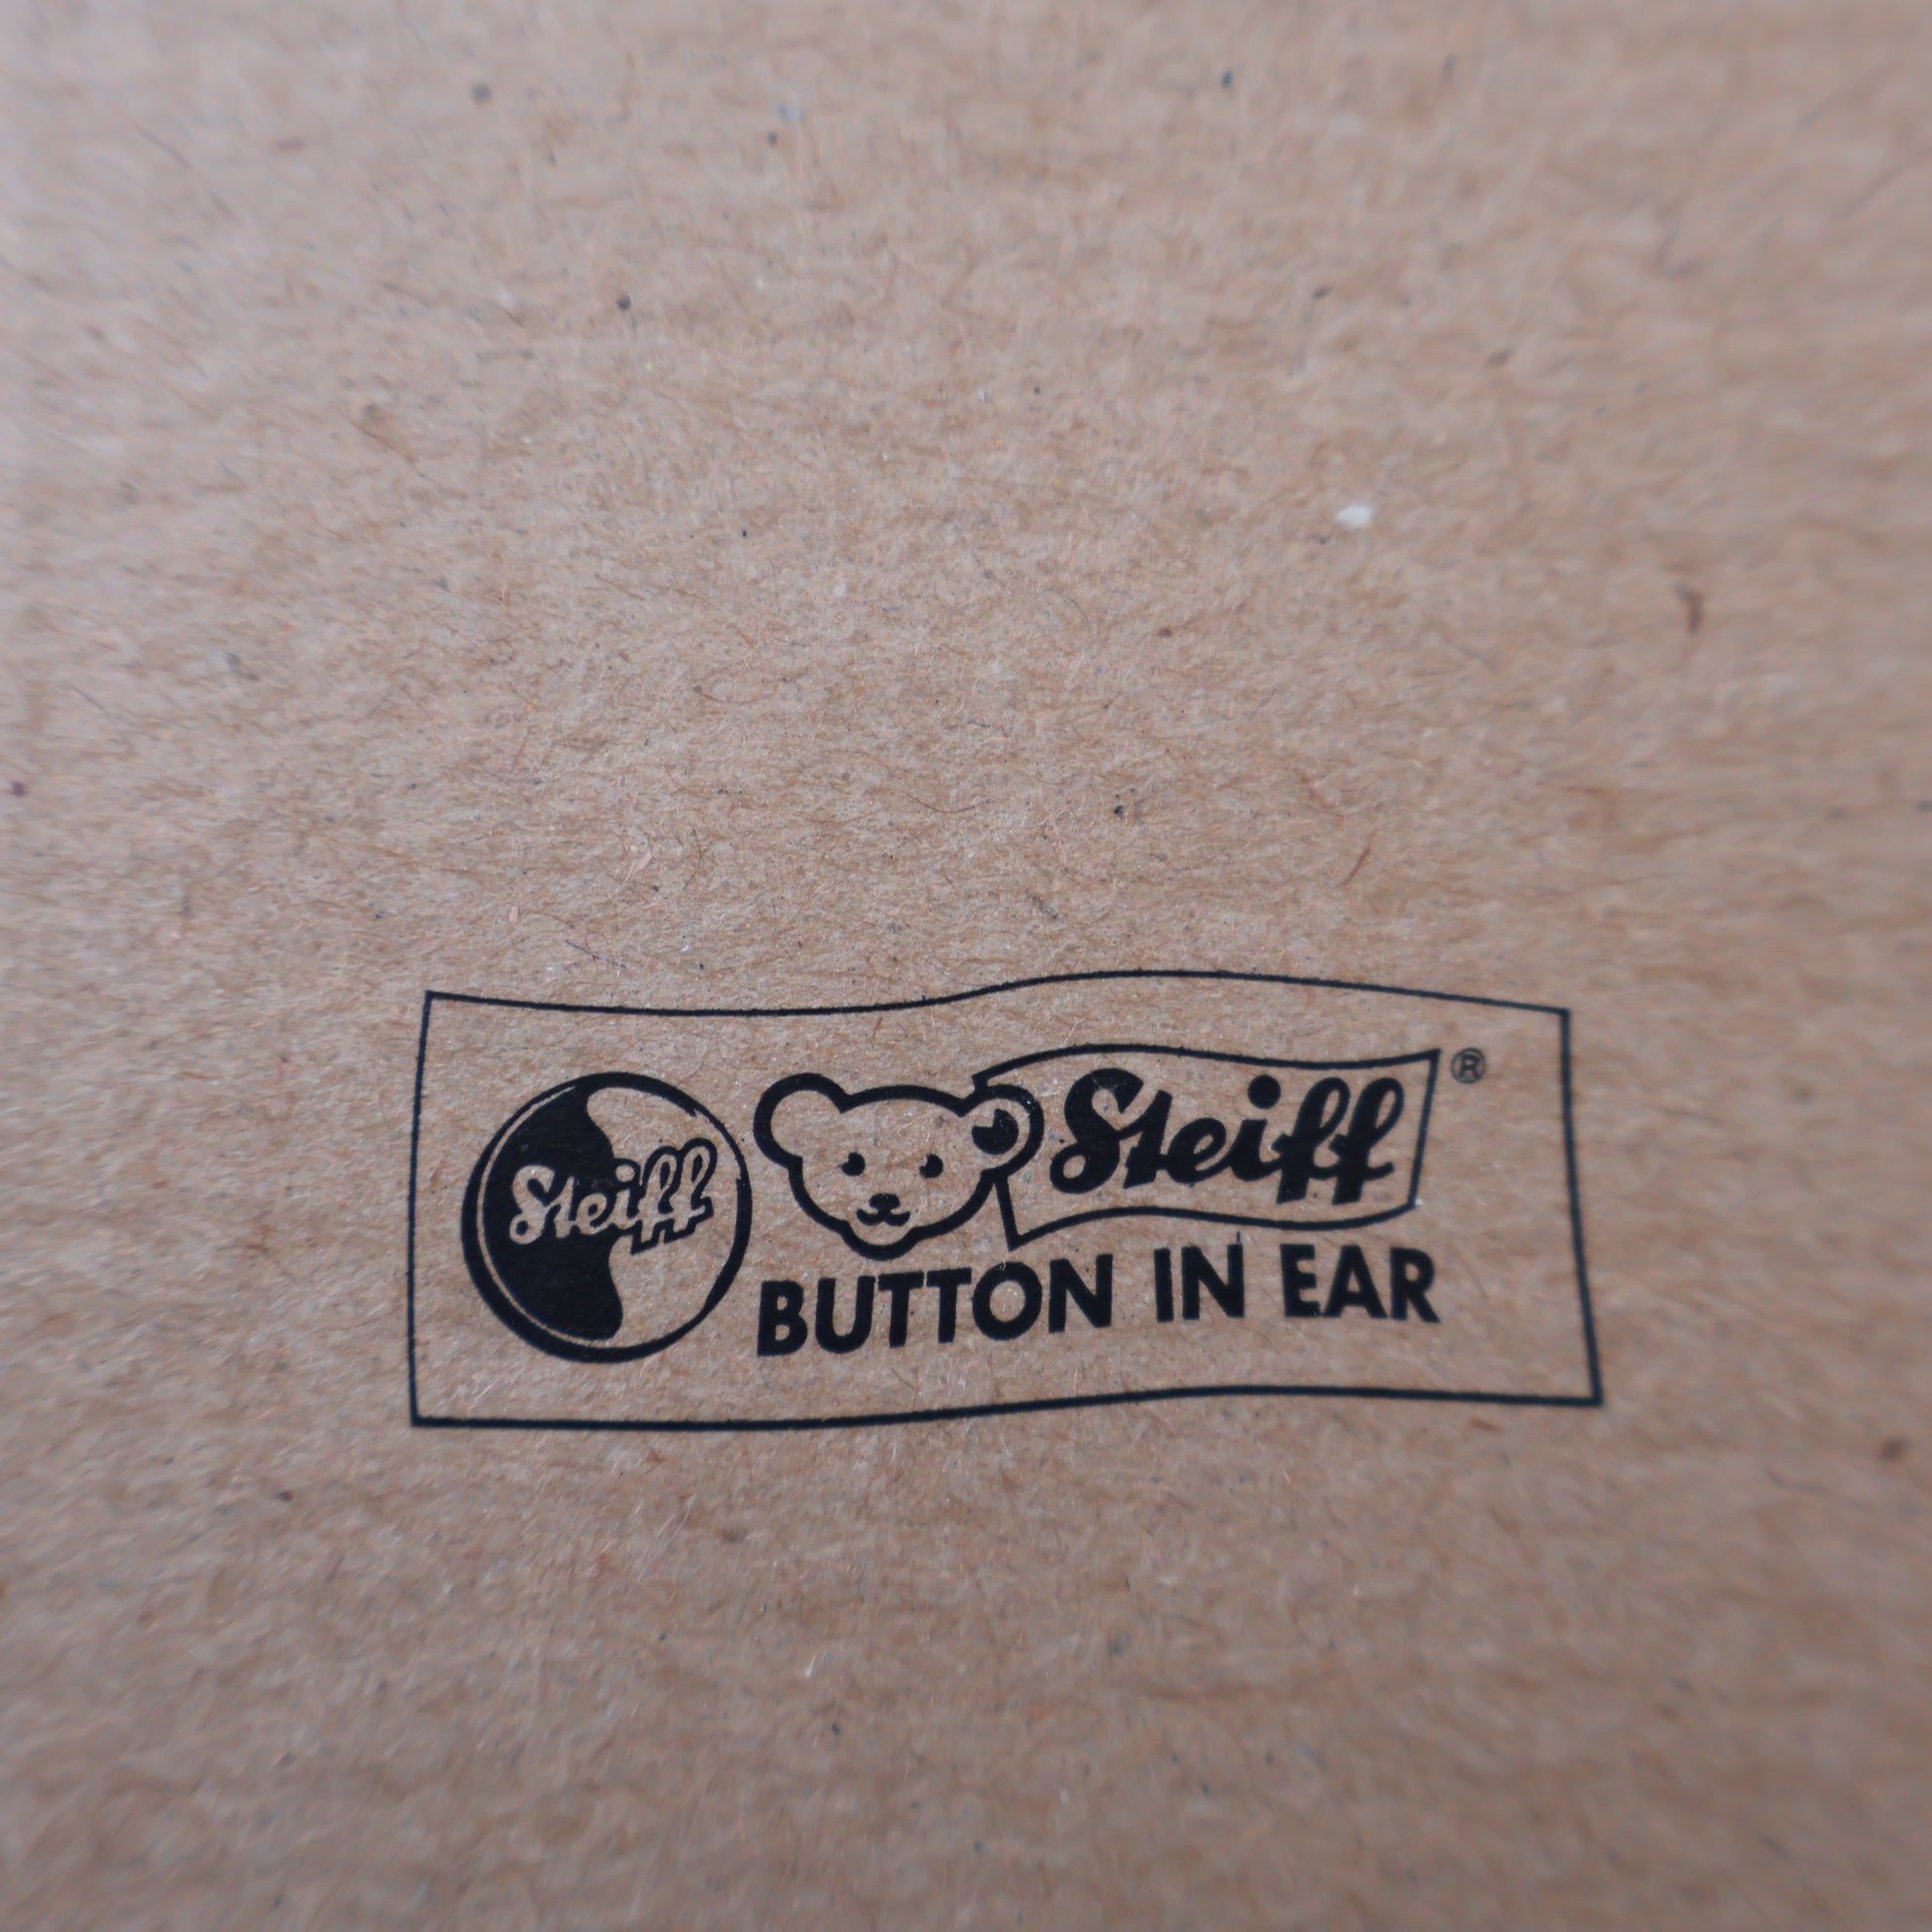 Steiff
Steiff ®
BUTTON IN EAR